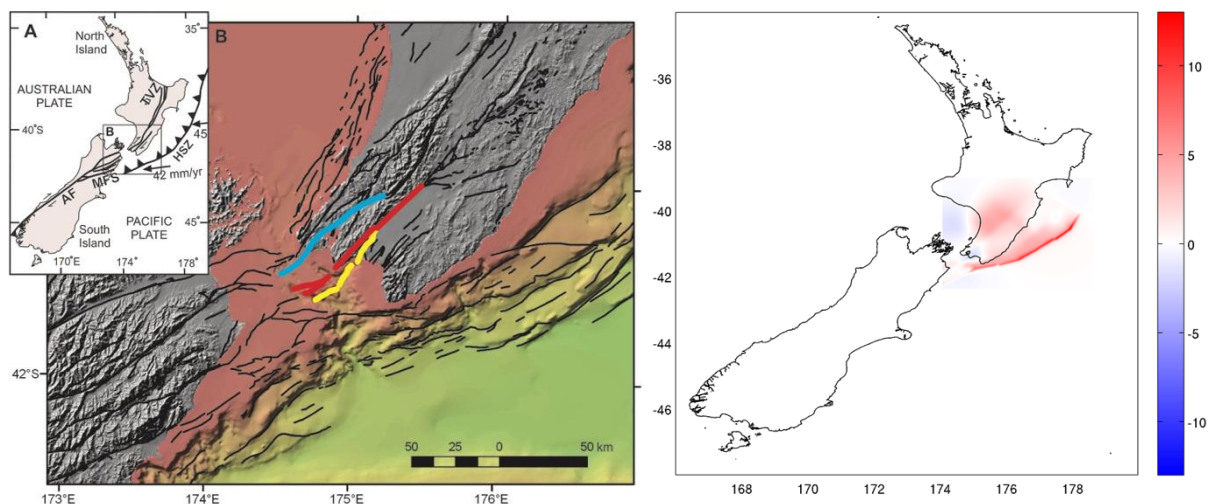 A
North
Island
35°
AUSTRALIAN
PLATE
TVZ
40°S
B
HSZ
45
42 mm/yr
AF
MFS
45°
South
Island
PACIFIC
PLATE
170°E
174°
178°
B
42°S
50 25 0 50 km
173°E
174°
175°
176°
-36
-38
-40
-42
-44
-46
168 170 172 174 176 178
10
5
0
-5
-10